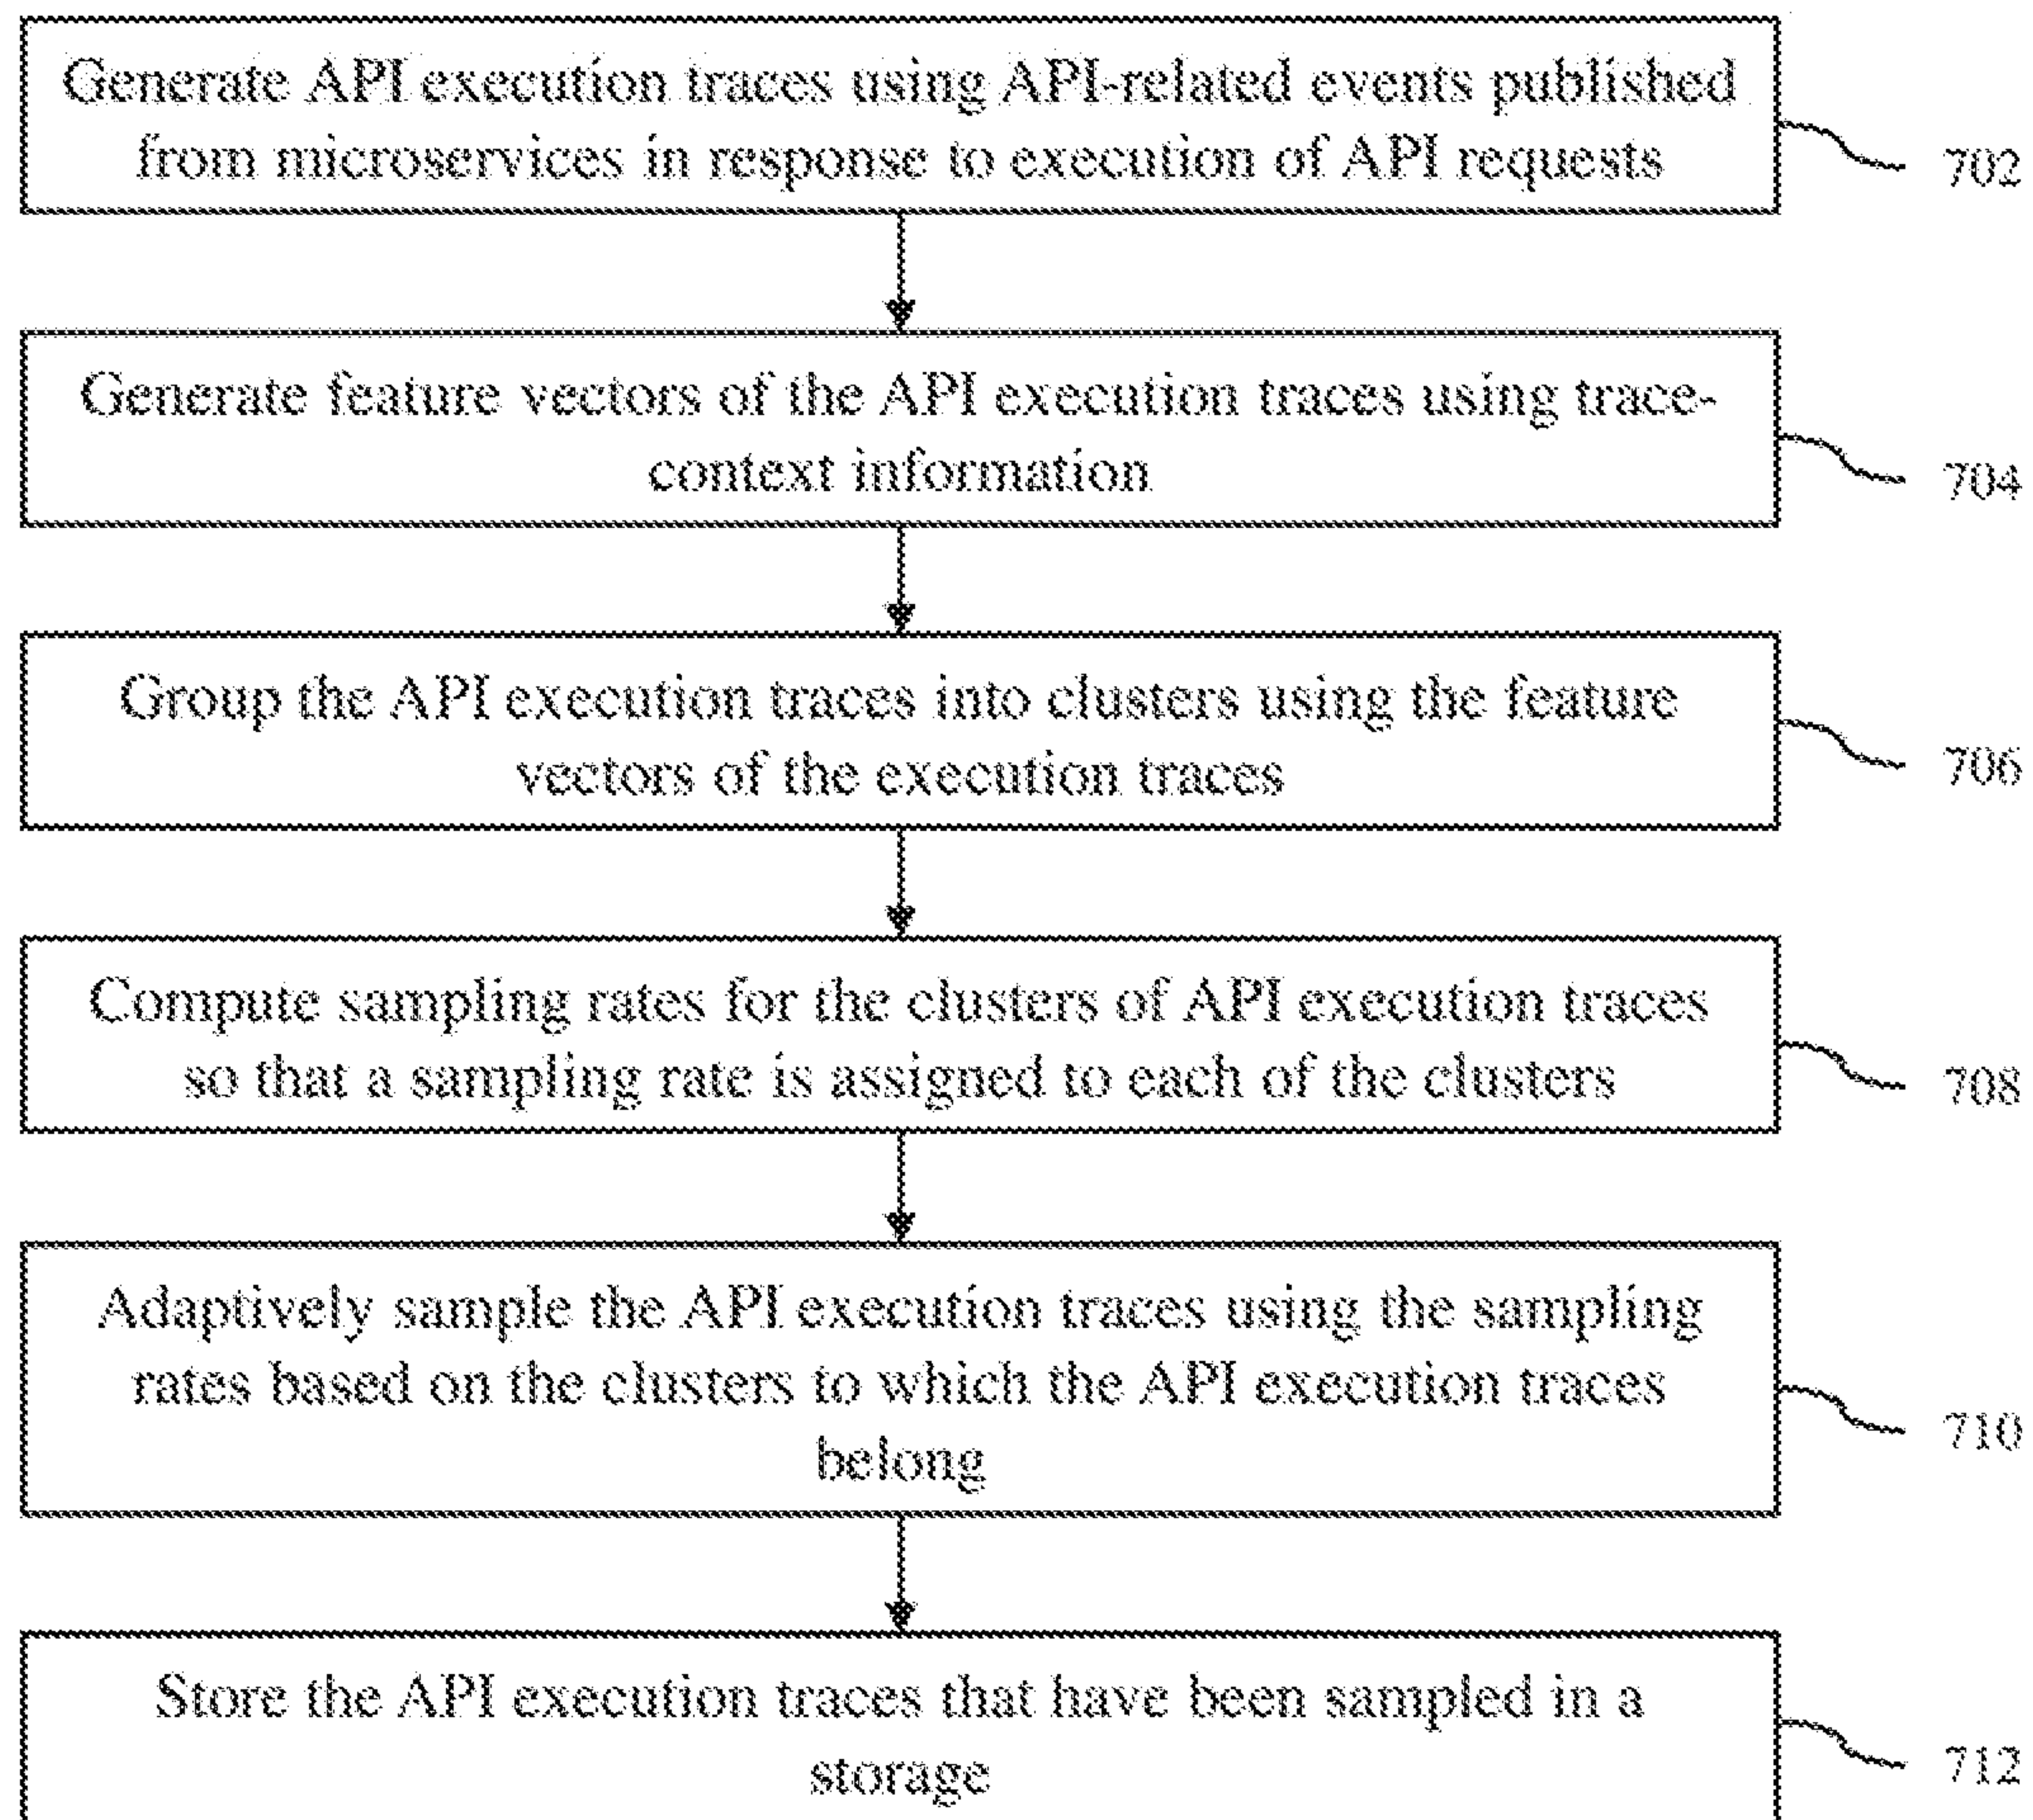 Generate API execution traces using API-related events published
from microservices in response to execution of API requests
702
Generate feature vectors of the API execution traces using trace-
context information
704
Group the API execution traces into clusters using the feature
vectors of the execution traces
706
Compute sampling rates for the clusters of API execution traces
so that a sampling rate is assigned to each of the clusters
708
Adaptively sample the API execution traces using the sampling
rates based on the clusters to which the API execution traces
belong
710
Store the API execution traces that have been sampled in a
storage
712